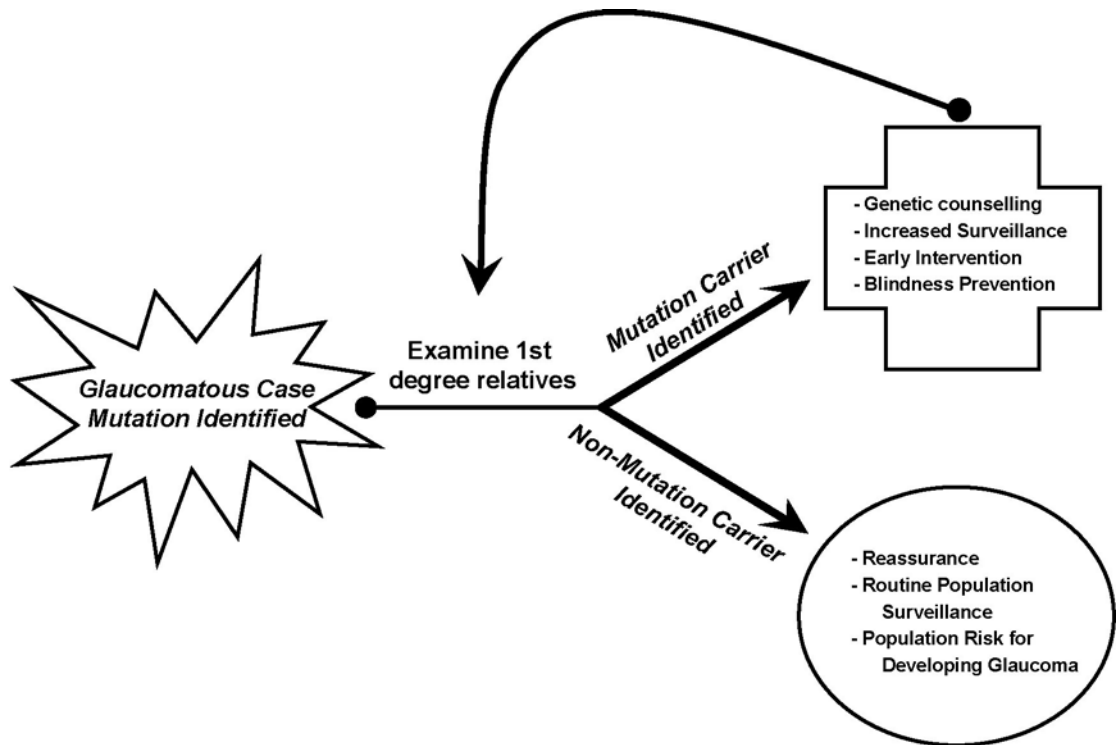 Glaucomatous Case
Mutation Identified
Examine 1st
degree relatives
Mutation Carrier
Identified
- Genetic counselling
- Increased Surveillance
- Early Intervention
- Blindness Prevention
Non-Mutation Carrier
Identified
- Reassurance
- Routine Population
Surveillance
- Population Risk for
Developing Glaucoma